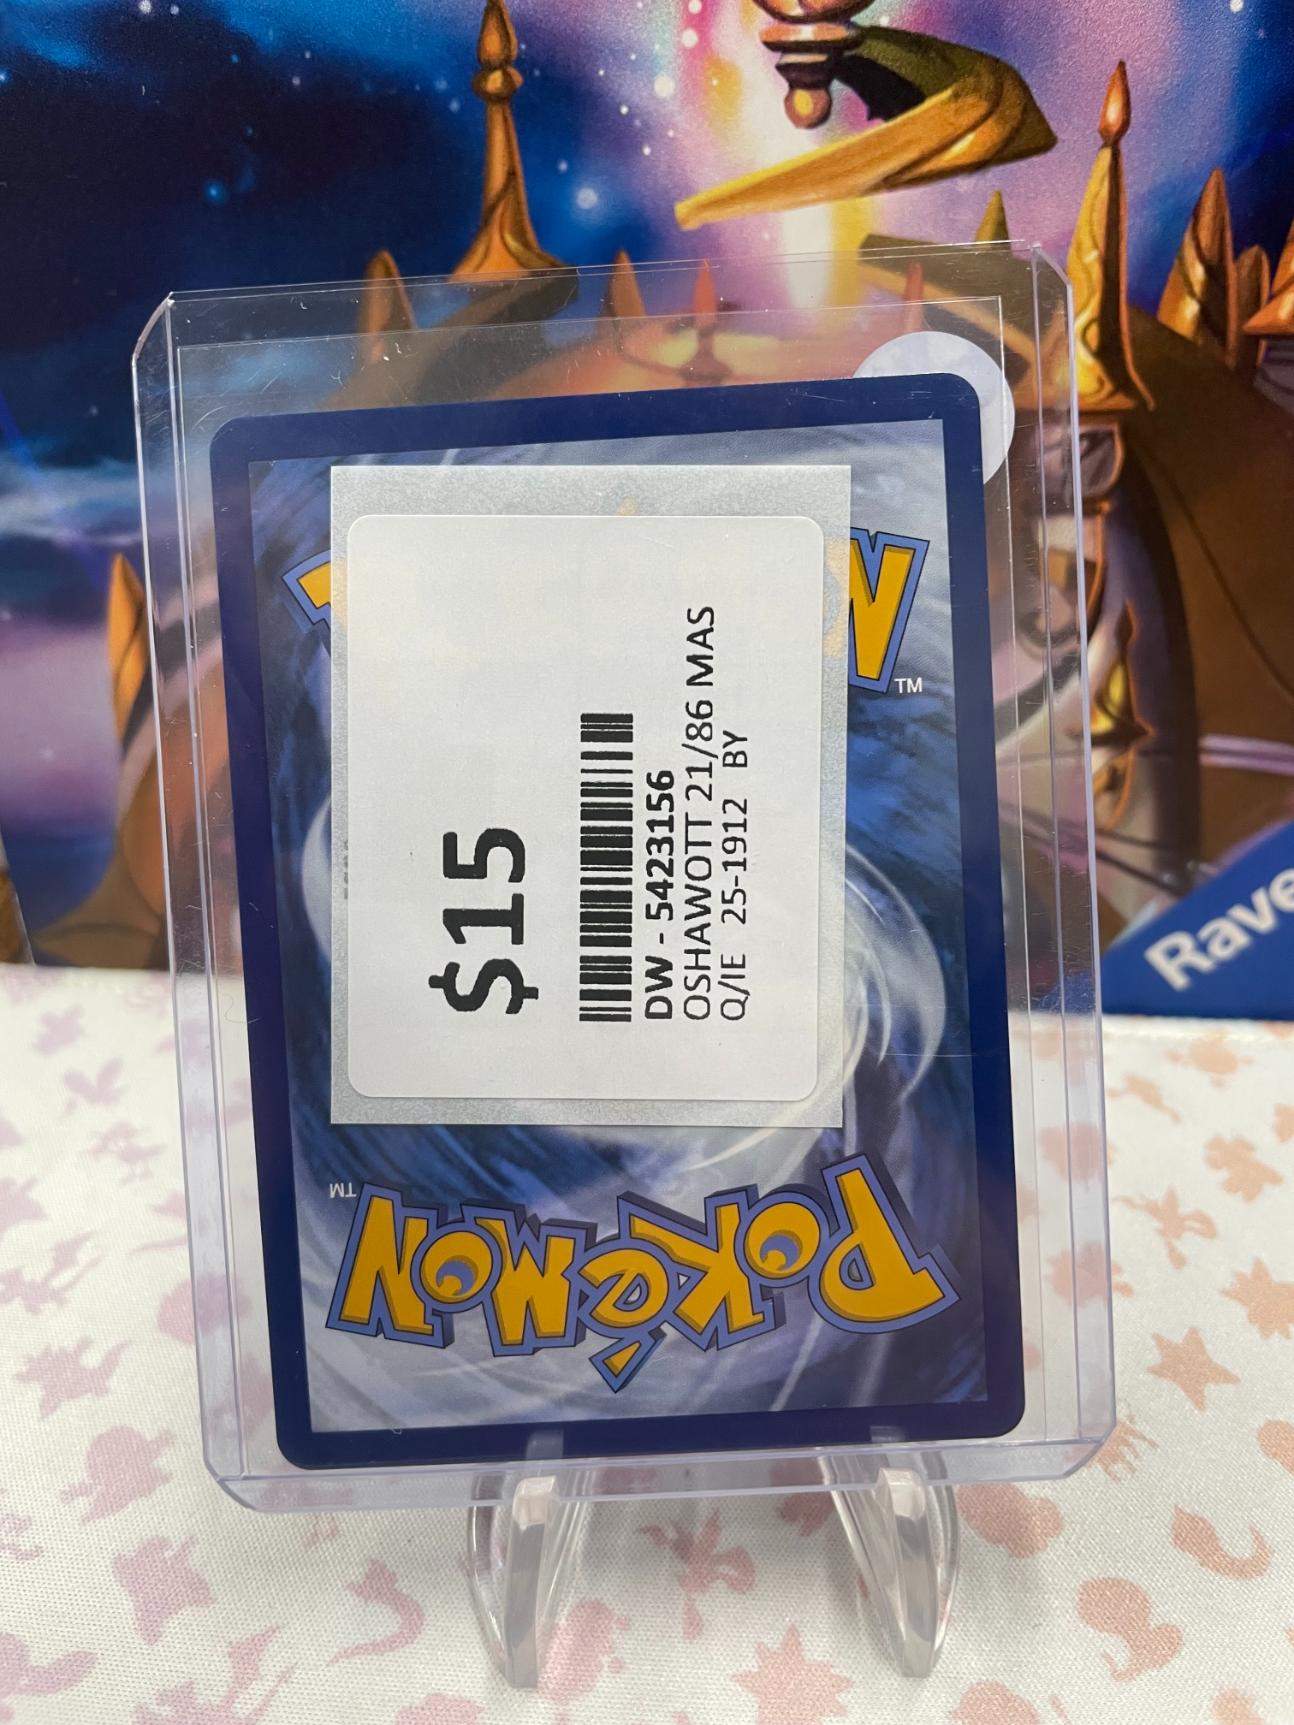 $15
DW - 5423156
OSHAWOTT 21/86 MAS
Q/IE 25-1912 BY
TM
POKéMON
TM
Rave